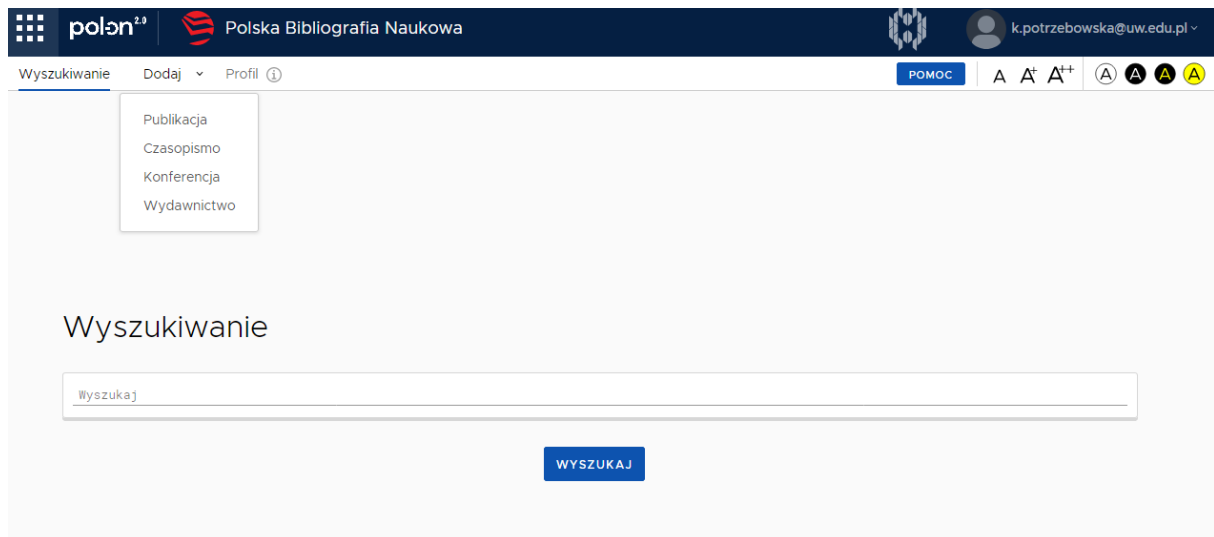 polon 2.0 Polska Bibliografia Naukowa k.potrzebowska@uw.edu.pl
Wyszukiwanie Dodaj Profil i POMOC A A+ A++ A A A A
Publikacja
Czasopismo
Konferencja
Wydawnictwo
Wyszukiwanie
Wyszukaj
WYSZUKAJ